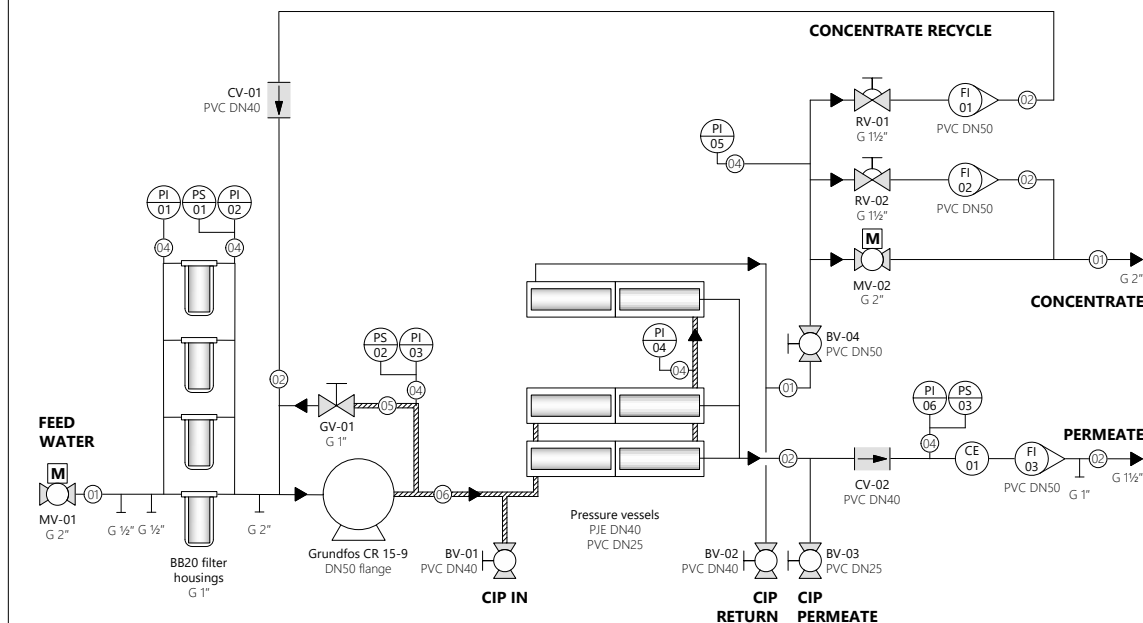 CONCENTRATE RECYCLE
CV-01
PVC DN40
FI
01
02
RV-01
G 1½"
PVC DN50
PI
05
04
FI
02
02
RV-02
G 1½"
PVC DN50
PI
01
PS
01
PI
02
04
04
M
MV-02
G 2"
01
G 2"
CONCENTRATE
PS
02
PI
03
04
PI
04
04
BV-04
PVC DN50
02
01
GV-01
G 1"
05
PI
06
PS
03
04
FEED
WATER
M
MV-01
G 2"
01
G ½"
G ½"
G 2"
06
02
CV-02
PVC DN40
CE
01
FI
03
PVC DN50
PERMEATE
02
G 1"
G 1½"
BB20 filter
housings
G 1"
Grundfos CR 15-9
DN50 flange
BV-01
PVC DN40
CIP IN
Pressure vessels
PJE DN40
PVC DN25
BV-02
PVC DN40
BV-03
PVC DN25
CIP
RETURN
CIP
PERMEATE